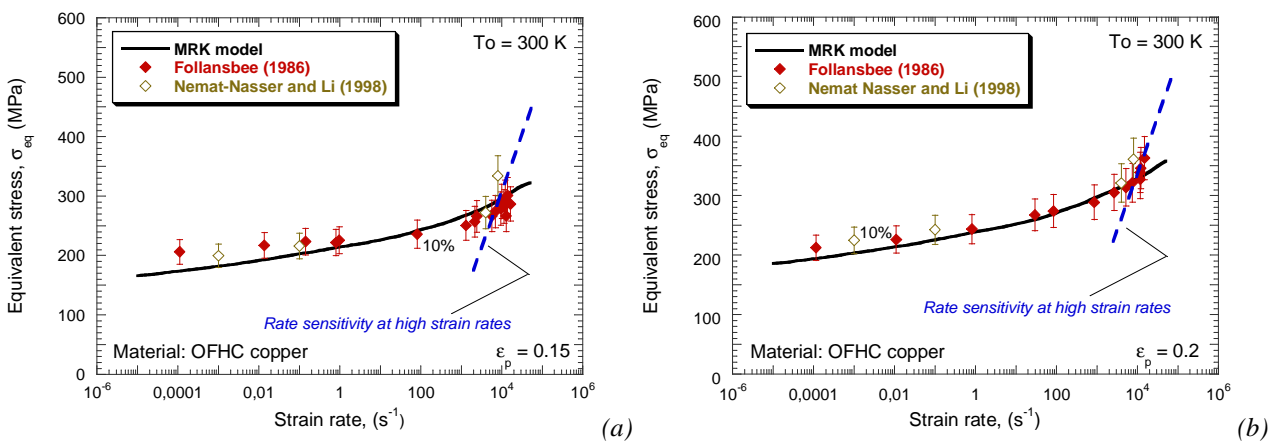 600
500
400
300
200
100
0
Equivalent stress, σeq (MPa)
To = 300 K
MRK model
Follansbee (1986)
Nemat-Nasser and Li (1998)
10%
Rate sensitivity at high strain rates
Material: OFHC copper
εp = 0.15
10^-6 0,0001 0,01 1 100 10^4 10^6
Strain rate, (s^-1)
(a)
600
500
400
300
200
100
0
Equivalent stress, σeq (MPa)
To = 300 K
MRK model
Follansbee (1986)
Nemat Nasser and Li (1998)
10%
Rate sensitivity at high strain rates
Material: OFHC copper
εp = 0.2
10^-6 0,0001 0,01 1 100 10^4 10^6
Strain rate, (s^-1)
(b)